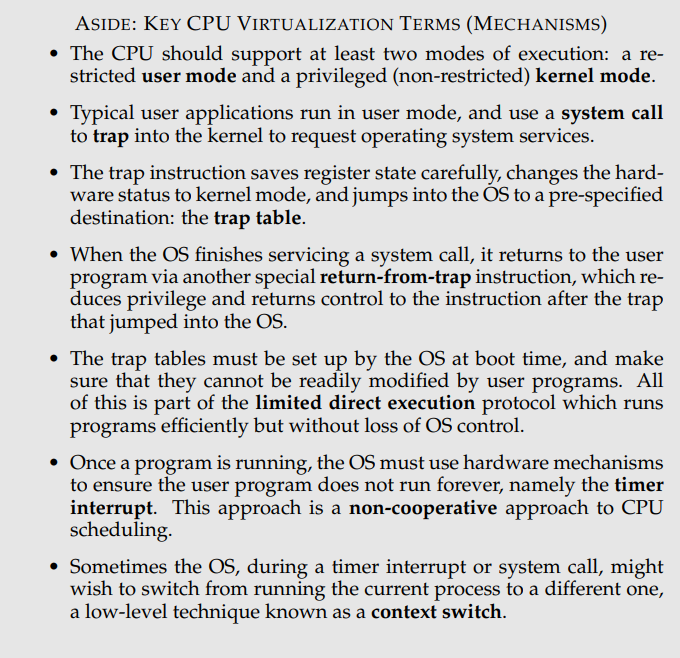 ASIDE: KEY CPU VIRTUALIZATION TERMS (MECHANISMS)
• The CPU should support at least two modes of execution: a re-
stricted user mode and a privileged (non-restricted) kernel mode.
• Typical user applications run in user mode, and use a system call
to trap into the kernel to request operating system services.
• The trap instruction saves register state carefully, changes the hard-
ware status to kernel mode, and jumps into the OS to a pre-specified
destination: the trap table.
• When the OS finishes servicing a system call, it returns to the user
program via another special return-from-trap instruction, which re-
duces privilege and returns control to the instruction after the trap
that jumped into the OS.
• The trap tables must be set up by the OS at boot time, and make
sure that they cannot be readily modified by user programs. All
of this is part of the limited direct execution protocol which runs
programs efficiently but without loss of OS control.
• Once a program is running, the OS must use hardware mechanisms
to ensure the user program does not run forever, namely the timer
interrupt. This approach is a non-cooperative approach to CPU
scheduling.
• Sometimes the OS, during a timer interrupt or system call, might
wish to switch from running the current process to a different one,
a low-level technique known as a context switch.